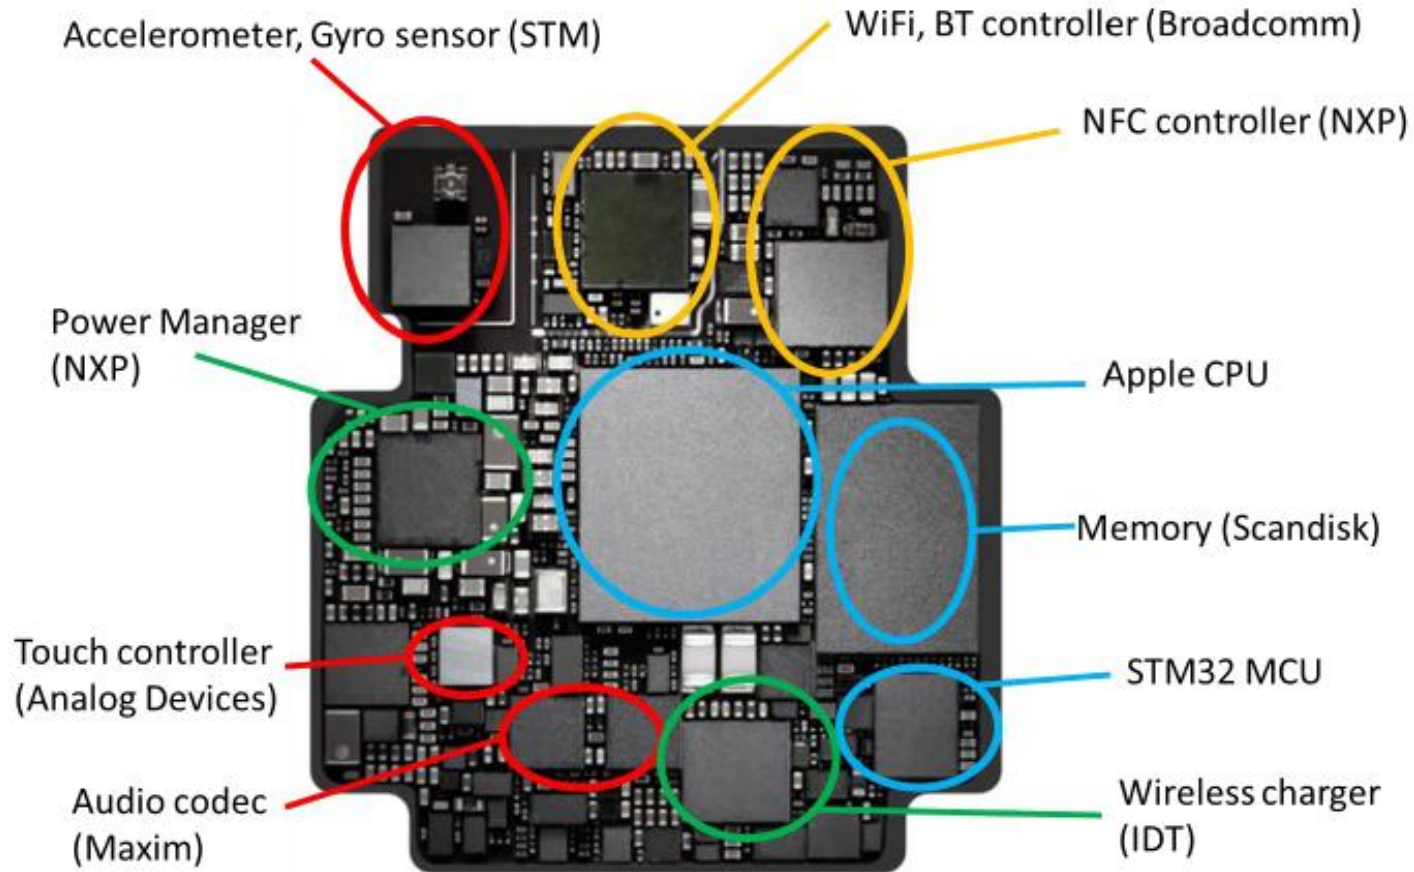 Accelerometer, Gyro sensor (STM)
WiFi, BT controller (Broadcomm)
NFC controller (NXP)
Power Manager
(NXP)
Apple CPU
Memory (Scandisk)
Touch controller
(Analog Devices)
STM32 MCU
Audio codec
(Maxim)
Wireless charger
(IDT)